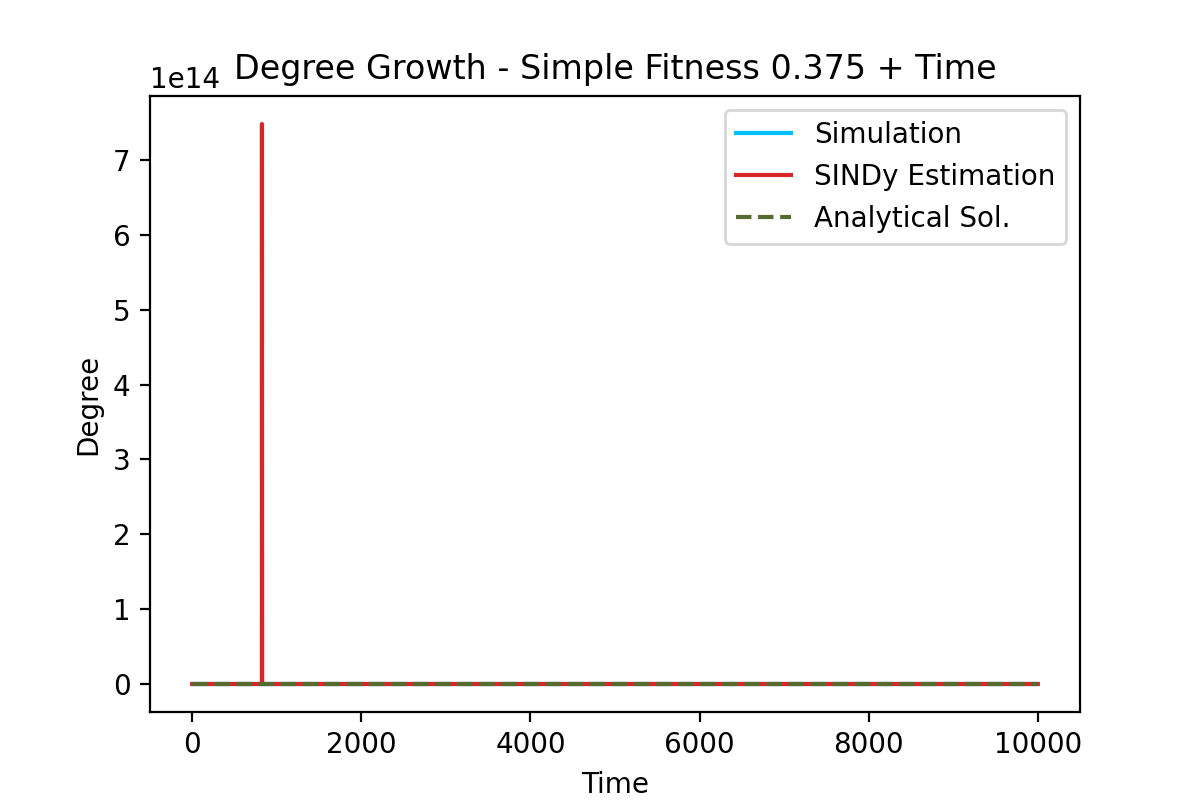 Degree Growth - Simple Fitness 0.375 + Time
1e14
7
6
5
4
3
2
1
0
Degree
Simulation
SINDy Estimation
Analytical Sol.
0 2000 4000 6000 8000 10000
Time